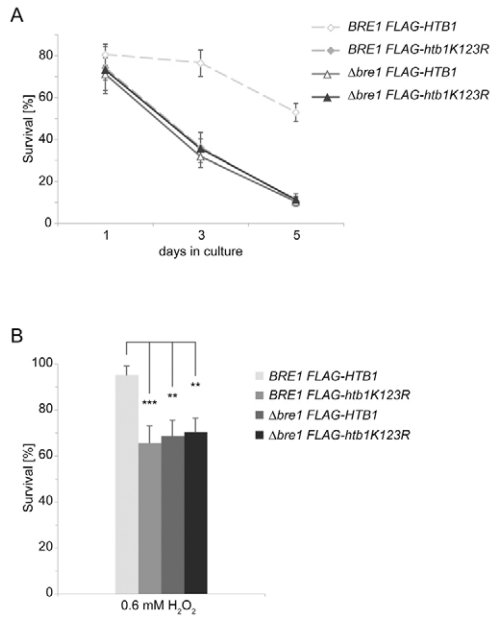 A
BRE1 FLAG-HTB1
BRE1 FLAG-htb1K123R
Δbre1 FLAG-HTB1
Δbre1 FLAG-htb1K123R
Survival [%]
80
60
40
20
0
1 3 5
days in culture
B
BRE1 FLAG-HTB1
BRE1 FLAG-htb1K123R
Δbre1 FLAG-HTB1
Δbre1 FLAG-htb1K123R
Survival [%]
100
80
60
40
20
0
*** ** **
0.6 mM H₂O₂